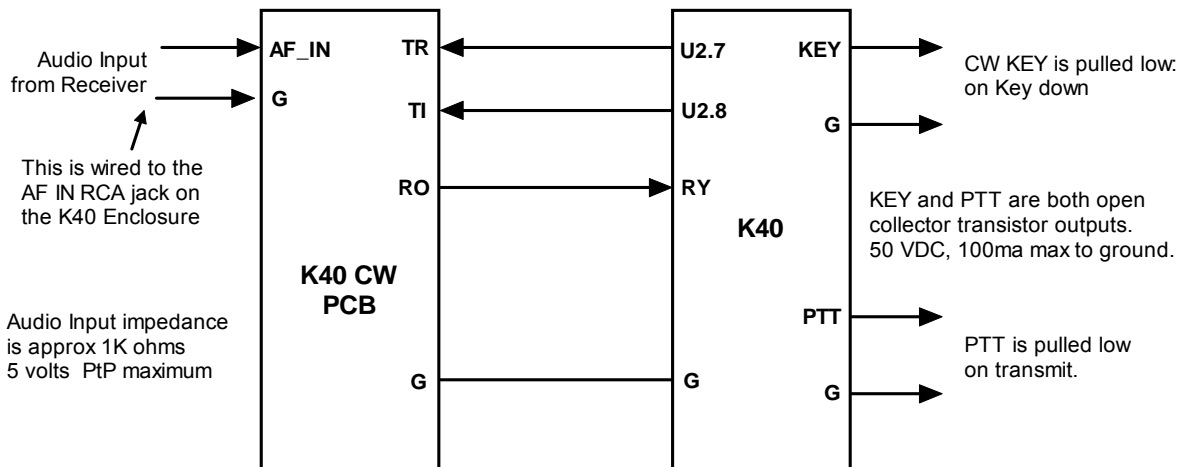 Audio Input
from Receiver
This is wired to the
AF IN RCA jack on
the K40 Enclosure
Audio Input impedance
is approx 1K ohms
5 volts PtP maximum
AF_IN
G
TR
TI
RO
K40 CW
PCB
G
U2.7
U2.8
RY
K40
G
KEY
G
PTT
G
CW KEY is pulled low:
on Key down
KEY and PTT are both open
collector transistor outputs.
50 VDC, 100ma max to ground.
PTT is pulled low
on transmit.